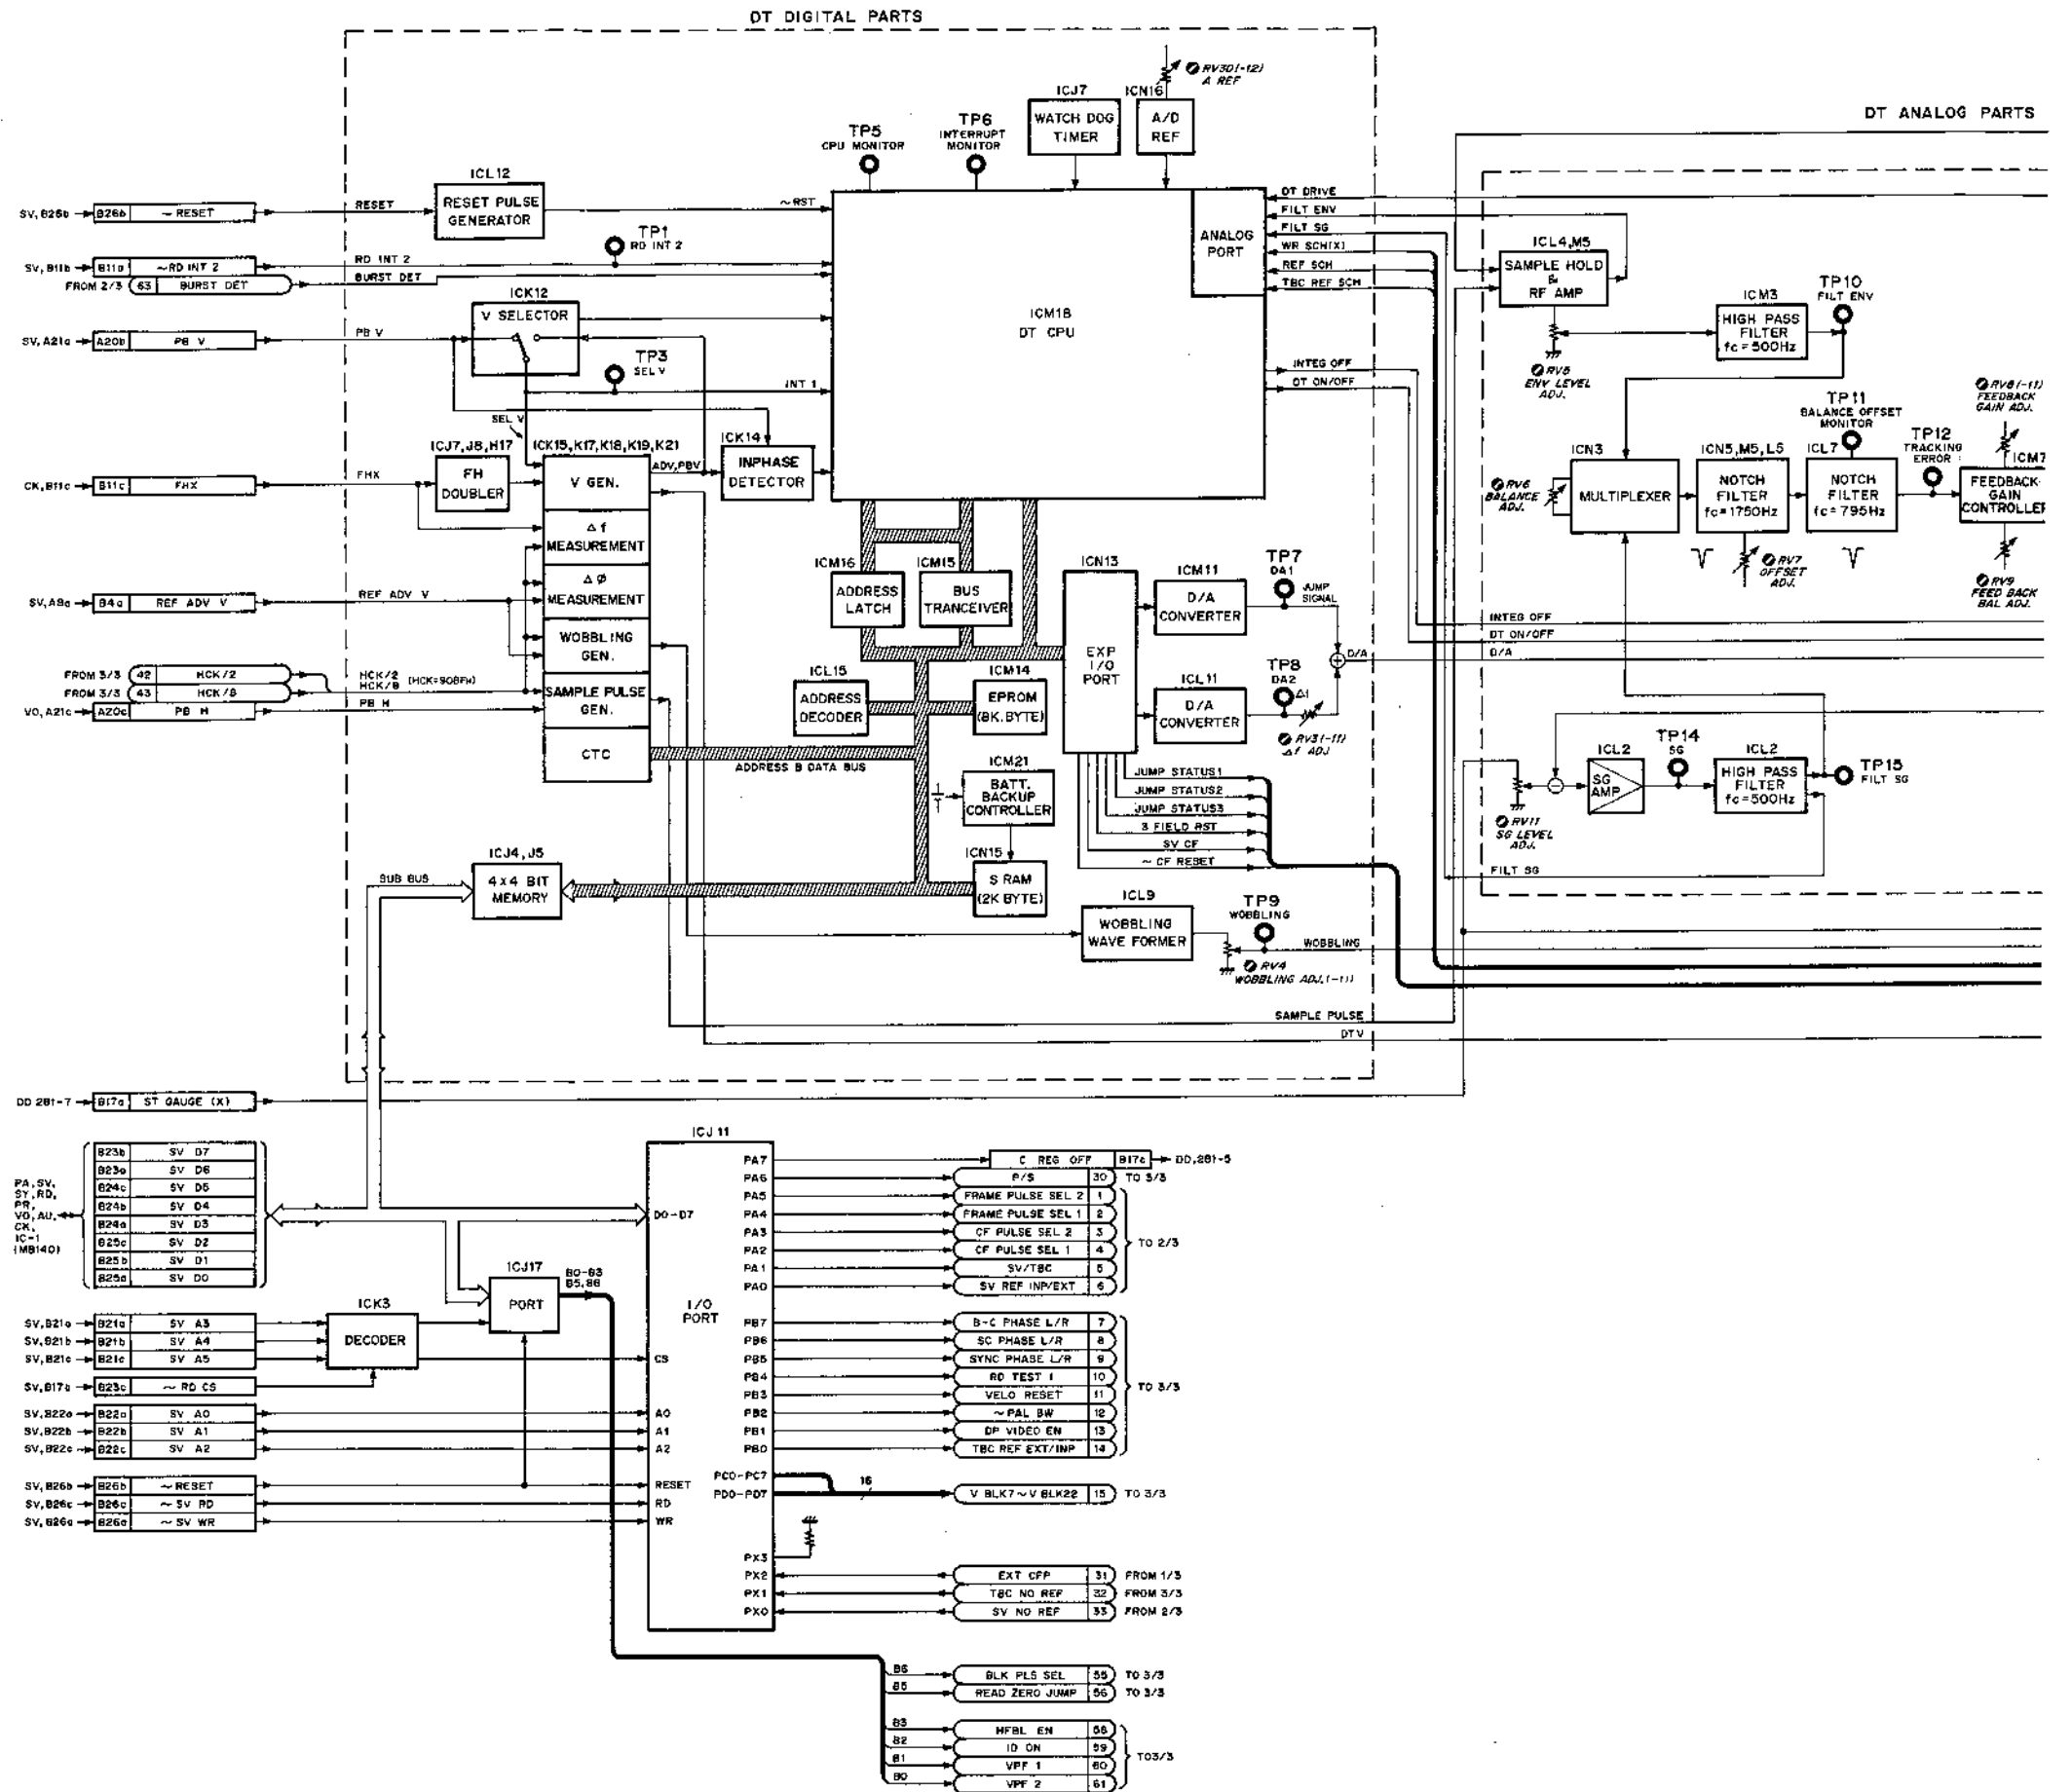 DT DIGITAL PARTS
DT ANALOG PARTS
RV30(-12)
A REF
ICN16
A/D
REF
ICJ7
WATCH DOG
TIMER
TP6
INTERRUPT
MONITOR
TP5
CPU MONITOR
ICL12
RESET PULSE
GENERATOR
SV, B26b B26b ~RESET
RESET
~RST
TP1
RD INT 2
SV, B11b B11a ~RD INT 2
RD INT 2
FROM 2/3 63 BURST DET
BURST DET
ICK12
V SELECTOR
SV, A21a A20b PB V
PB V
TP3
SEL V
INT 1
SEL V
ICM18
DT CPU
ANALOG
PORT
DT DRIVE
FILT ENV
FILT SG
WR SCH(X)
REF SCH
TBC REF SCH
INTEG OFF
DT ON/OFF
ICL4,M5
SAMPLE HOLD
&
RF AMP
RV5
ENV LEVEL
ADJ.
ICM3
HIGH PASS
FILTER
fc=500Hz
TP10
FILT ENV
ICJ7,J8,H17
FH
DOUBLER
CK, B11c B11c FHX
FHX
ICK15,K17,K18,K19,K21
V GEN.
Δf
MEASUREMENT
Δø
MEASUREMENT
WOBBLING
GEN.
SAMPLE PULSE
GEN.
CTC
ADV,PBV
ICK14
INPHASE
DETECTOR
SV, A9a B4a REF ADV V
REF ADV V
FROM 3/3 42 HCK/2
HCK/2
FROM 3/3 43 HCK/8
HCK/8 (HCK=908FH)
VO, A21c A20c PB H
PB H
ICM16
ADDRESS
LATCH
ICM15
BUS
TRANCEIVER
ICL15
ADDRESS
DECODER
ICM14
EPROM
(8K.BYTE)
ADDRESS & DATA BUS
ICM21
BATT.
BACKUP
CONTROLLER
ICN15
S RAM
(2K BYTE)
ICN13
EXP
I/O
PORT
ICM11
D/A
CONVERTER
TP7
DA1
JUMP
SIGNAL
ICL11
D/A
CONVERTER
TP8
DA2
Δf
RV3(-11)
Δf ADJ
D/A
JUMP STATUS1
JUMP STATUS2
JUMP STATUS3
3 FIELD RST
SV CF
~CF RESET
ICJ4,J5
4x4 BIT
MEMORY
SUB BUS
ICL9
WOBBLING
WAVE FORMER
TP9
WOBBLING
WOBBLING
RV4
WOBBLING ADJ.(-11)
SAMPLE PULSE
DTV
ICN3
MULTIPLEXER
RV6
BALANCE
ADJ.
ICN5,M5,L6
NOTCH
FILTER
fc=1750Hz
RV7
OFFSET
ADJ.
TP11
BALANCE OFFSET
MONITOR
ICL7
NOTCH
FILTER
fc=795Hz
TP12
TRACKING
ERROR
RV8(-11)
FEEDBACK
GAIN ADJ.
ICM7
FEEDBACK
GAIN
CONTROLLER
RV9
FEED BACK
BAL ADJ.
INTEG OFF
DT ON/OFF
D/A
RV11
SG LEVEL
ADJ.
ICL2
SG
AMP
TP14
SG
ICL2
HIGH PASS
FILTER
fc=500Hz
TP15
FILT SG
FILT SG
DD 281-7 B17a ST GAUGE (X)
PA, SV,
SY, RD,
PR,
VO, AU,
CK,
IC-1
(MB140)
B23b SV D7
B23a SV D6
B24c SV D5
B24b SV D4
B24a SV D3
B25c SV D2
B25b SV D1
B25a SV D0
ICJ17
PORT
B0-B3
B5,B6
ICK3
DECODER
SV, B21a B21a SV A3
SV, B21b B21b SV A4
SV, B21c B21c SV A5
SV, B17b B23c ~RD CS
SV, B22a B22a SV A0
SV, B22b B22b SV A1
SV, B22c B22c SV A2
SV, B26b B26b ~RESET
SV, B26c B26c ~SV RD
SV, B26a B26a ~SV WR
ICJ11
I/O
PORT
D0-D7
CS
A0
A1
A2
RESET
RD
WR
PA7 C REG OFF B17c DD, 281-5
PA6 P/S 30 TO 3/3
PA5 FRAME PULSE SEL 2 1
PA4 FRAME PULSE SEL 1 2
PA3 CF PULSE SEL 2 3
PA2 CF PULSE SEL 1 4
PA1 SV/TBC 5
PA0 SV REF INP/EXT 6
TO 2/3
PB7 B-C PHASE L/R 7
PB6 SC PHASE L/R 8
PB5 SYNC PHASE L/R 9
PB4 RD TEST 1 10
PB3 VELO RESET 11
PB2 ~PAL BW 12
PB1 DP VIDEO EN 13
PB0 TBC REF EXT/INP 14
TO 3/3
PC0-PC7
PD0-PD7
16
V BLK7~V BLK22 15 TO 3/3
PX3
PX2 EXT CFP 31 FROM 1/3
PX1 TBC NO REF 32 FROM 3/3
PX0 SV NO REF 33 FROM 2/3
B6 BLK PLS SEL 55 TO 3/3
B5 READ ZERO JUMP 56 TO 3/3
B3 HFBL EN 58
B2 ID ON 59
B1 VPF 1 60
B0 VPF 2 61
TO3/3